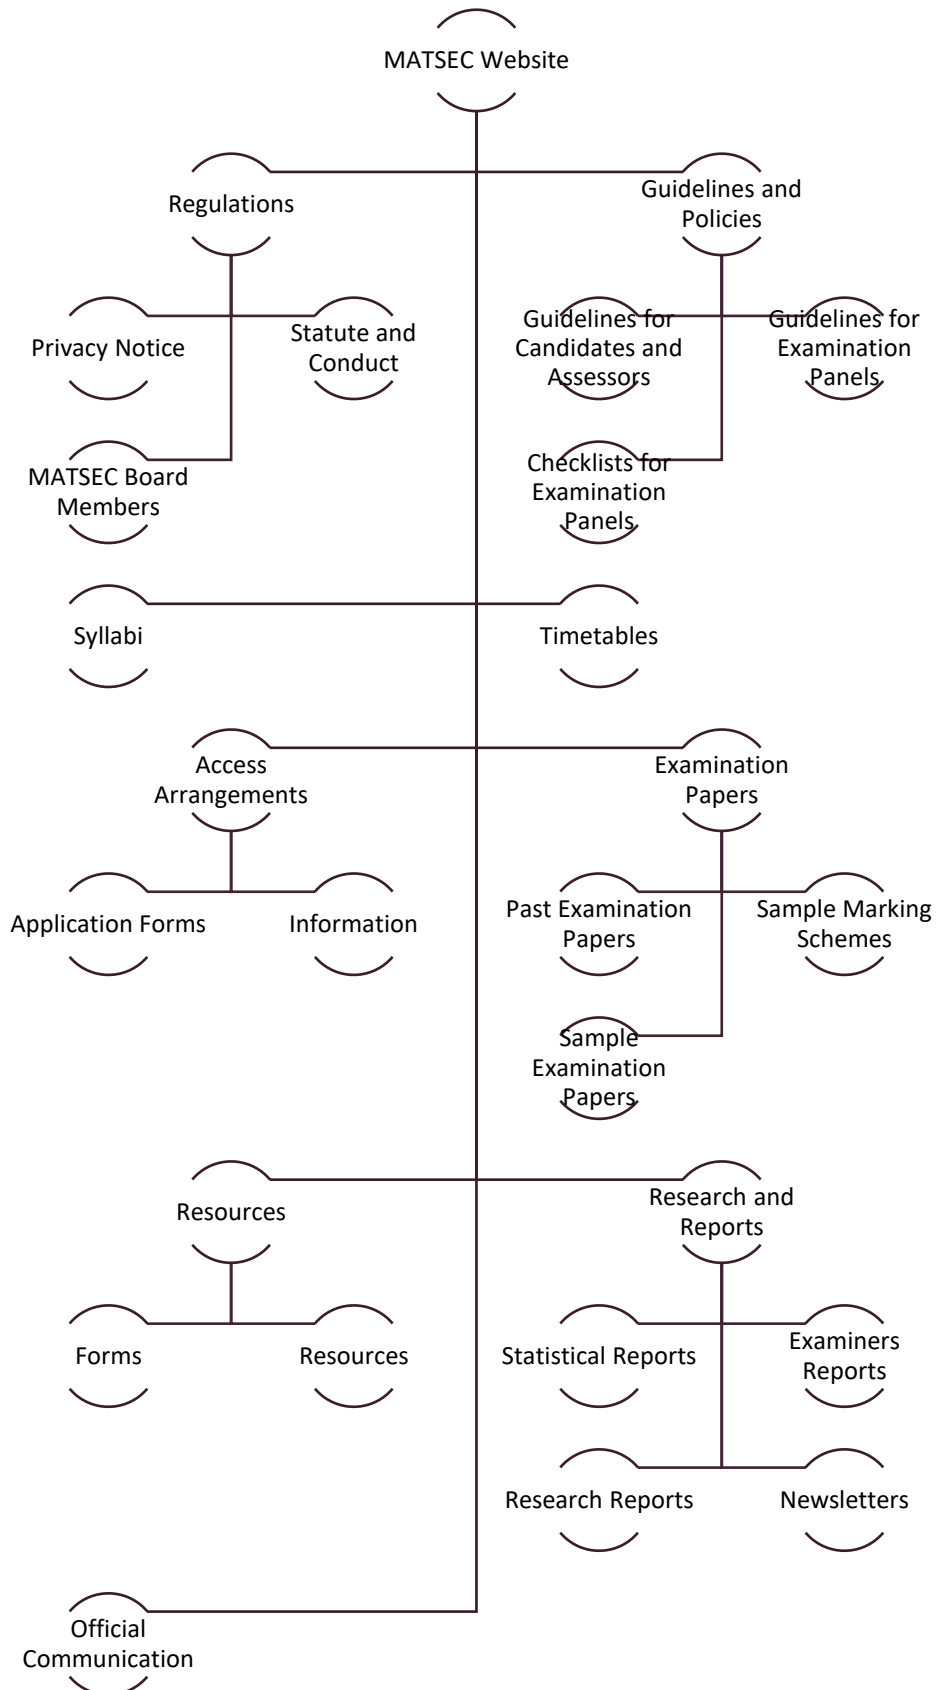 MATSEC Website
Regulations
Guidelines and
Policies
Privacy Notice
Statute and
Conduct
Guidelines for
Candidates and
Assessors
Guidelines for
Examination
Panels
MATSEC Board
Members
Checklists for
Examination
Panels
Syllabi
Timetables
Access
Arrangements
Examination
Papers
Application Forms
Information
Past Examination
Papers
Sample Marking
Schemes
Sample
Examination
Papers
Resources
Research and
Reports
Forms
Resources
Statistical Reports
Examiners
Reports
Research Reports
Newsletters
Official
Communication